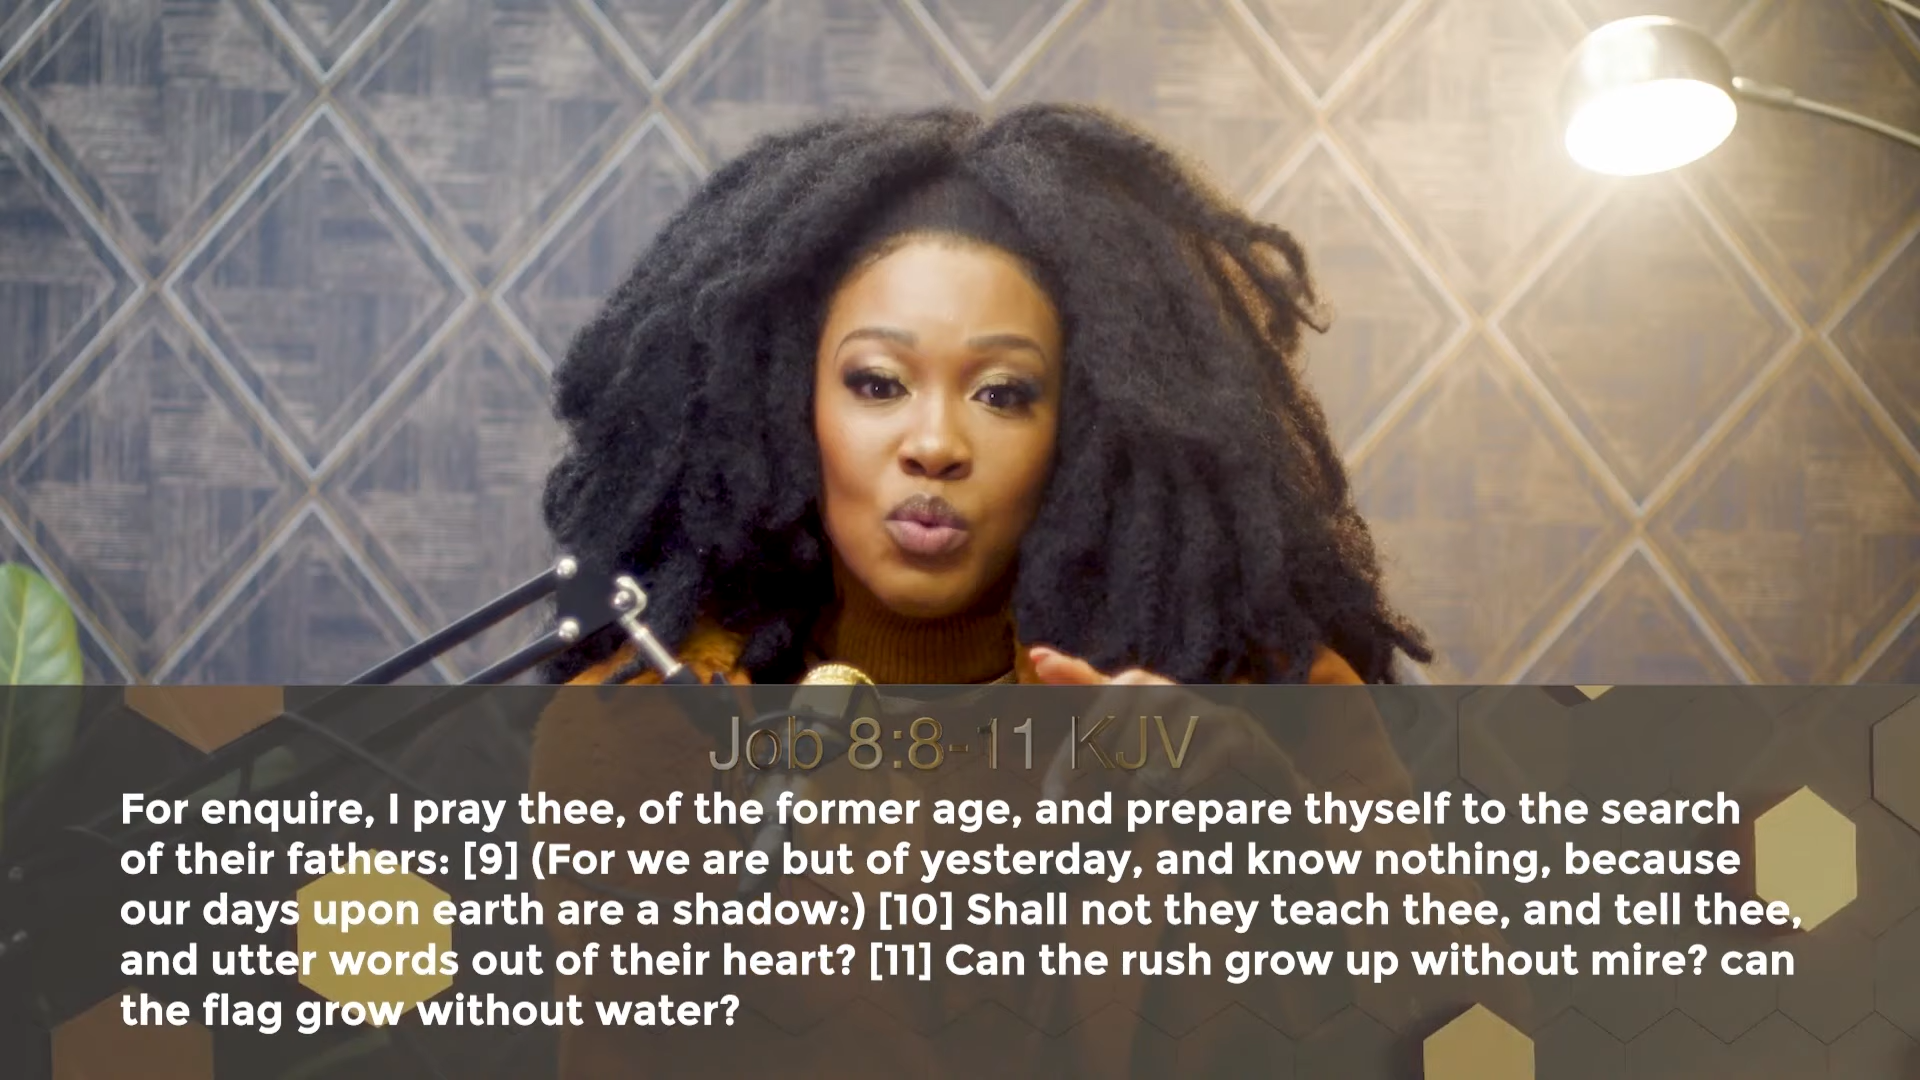 Job 8:8-11 KJV
For enquire, I pray thee, of the former age, and prepare thyself to the search
of their fathers: [9] (For we are but of yesterday, and know nothing, because
our days upon earth are a shadow:) [10] Shall not they teach thee, and tell thee,
and utter words out of their heart? [11] Can the rush grow up without mire? can
the flag grow without water?